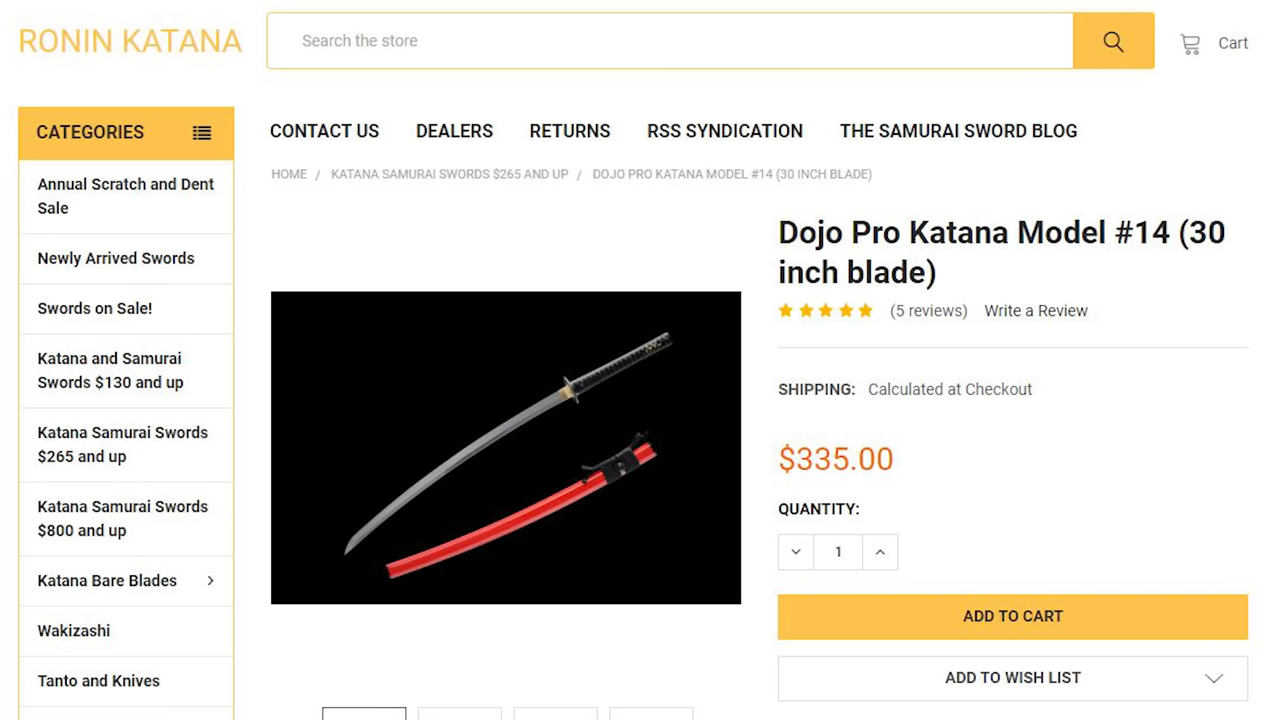 RONIN KATANA
Search the store
Cart
CATEGORIES
Annual Scratch and Dent
Sale
Newly Arrived Swords
Swords on Sale!
Katana and Samurai
Swords $130 and up
Katana Samurai Swords
$265 and up
Katana Samurai Swords
$800 and up
Katana Bare Blades
Wakizashi
Tanto and Knives
CONTACT US DEALERS RETURNS RSS SYNDICATION THE SAMURAI SWORD BLOG
HOME / KATANA SAMURAI SWORDS $265 AND UP / DOJO PRO KATANA MODEL #14 (30 INCH BLADE)
Dojo Pro Katana Model #14 (30
inch blade)
(5 reviews) Write a Review
SHIPPING: Calculated at Checkout
$335.00
QUANTITY:
1
ADD TO CART
ADD TO WISH LIST